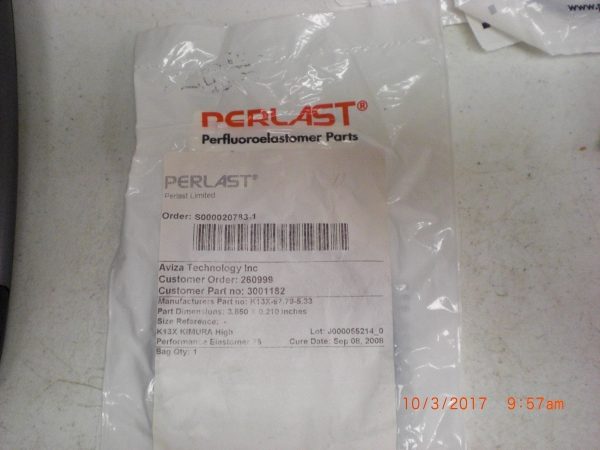 www.
PERLAST®
Perfluoroelastomer Parts
PERLAST®
Perlast Limited
Order: S000020783-1
Aviza Technology Inc
Customer Order: 260999
Customer Part no: 3001182
Manufacturers Part no: K13X-97.79-5.33
Part Dimensions: 3.850 X 0.210 inches
Size Reference: -
K13X KIMURA High Lot: J000055214_0
Performance Elastomer 75 Cure Date: Sep 08, 2008
Bag Qty: 1
10/3/2017 9:57am